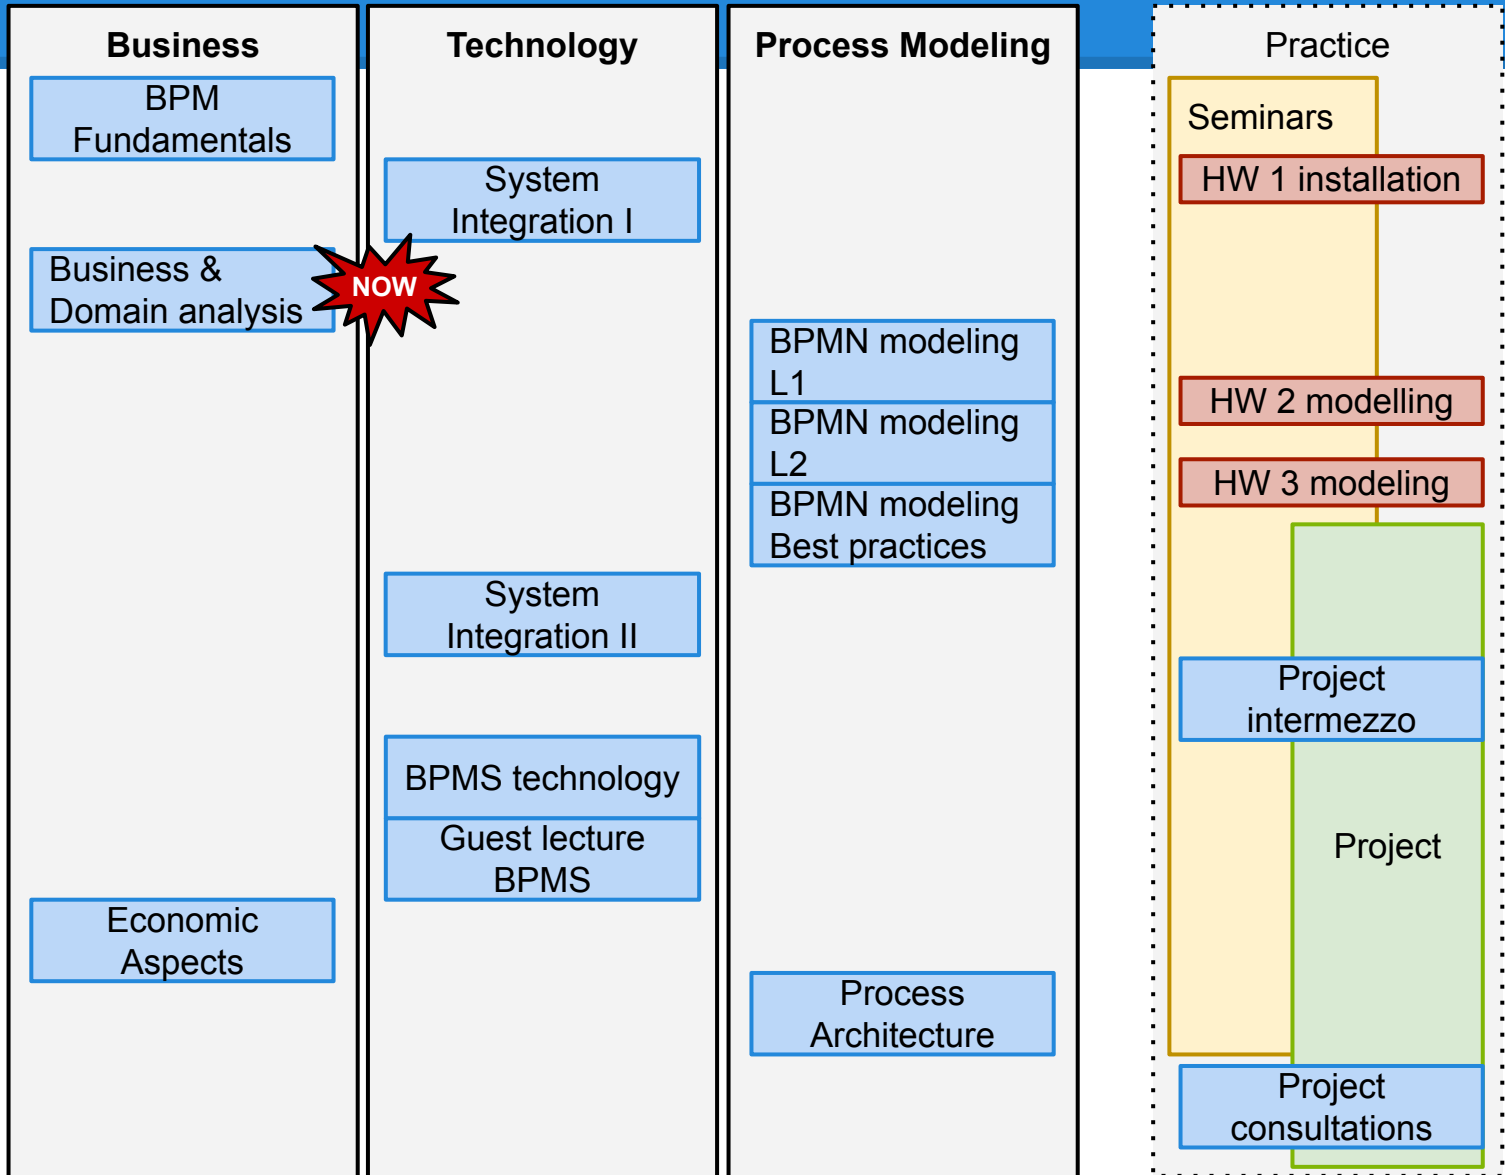 Business
BPM
Fundamentals
Business &
Domain analysis
NOW
Economic
Aspects
Technology
System
Integration I
System
Integration II
BPMS technology
Guest lecture
BPMS
Process Modeling
BPMN modeling
L1
BPMN modeling
L2
BPMN modeling
Best practices
Process
Architecture
Practice
Seminars
HW 1 installation
HW 2 modelling
HW 3 modeling
Project
intermezzo
Project
Project
consultations